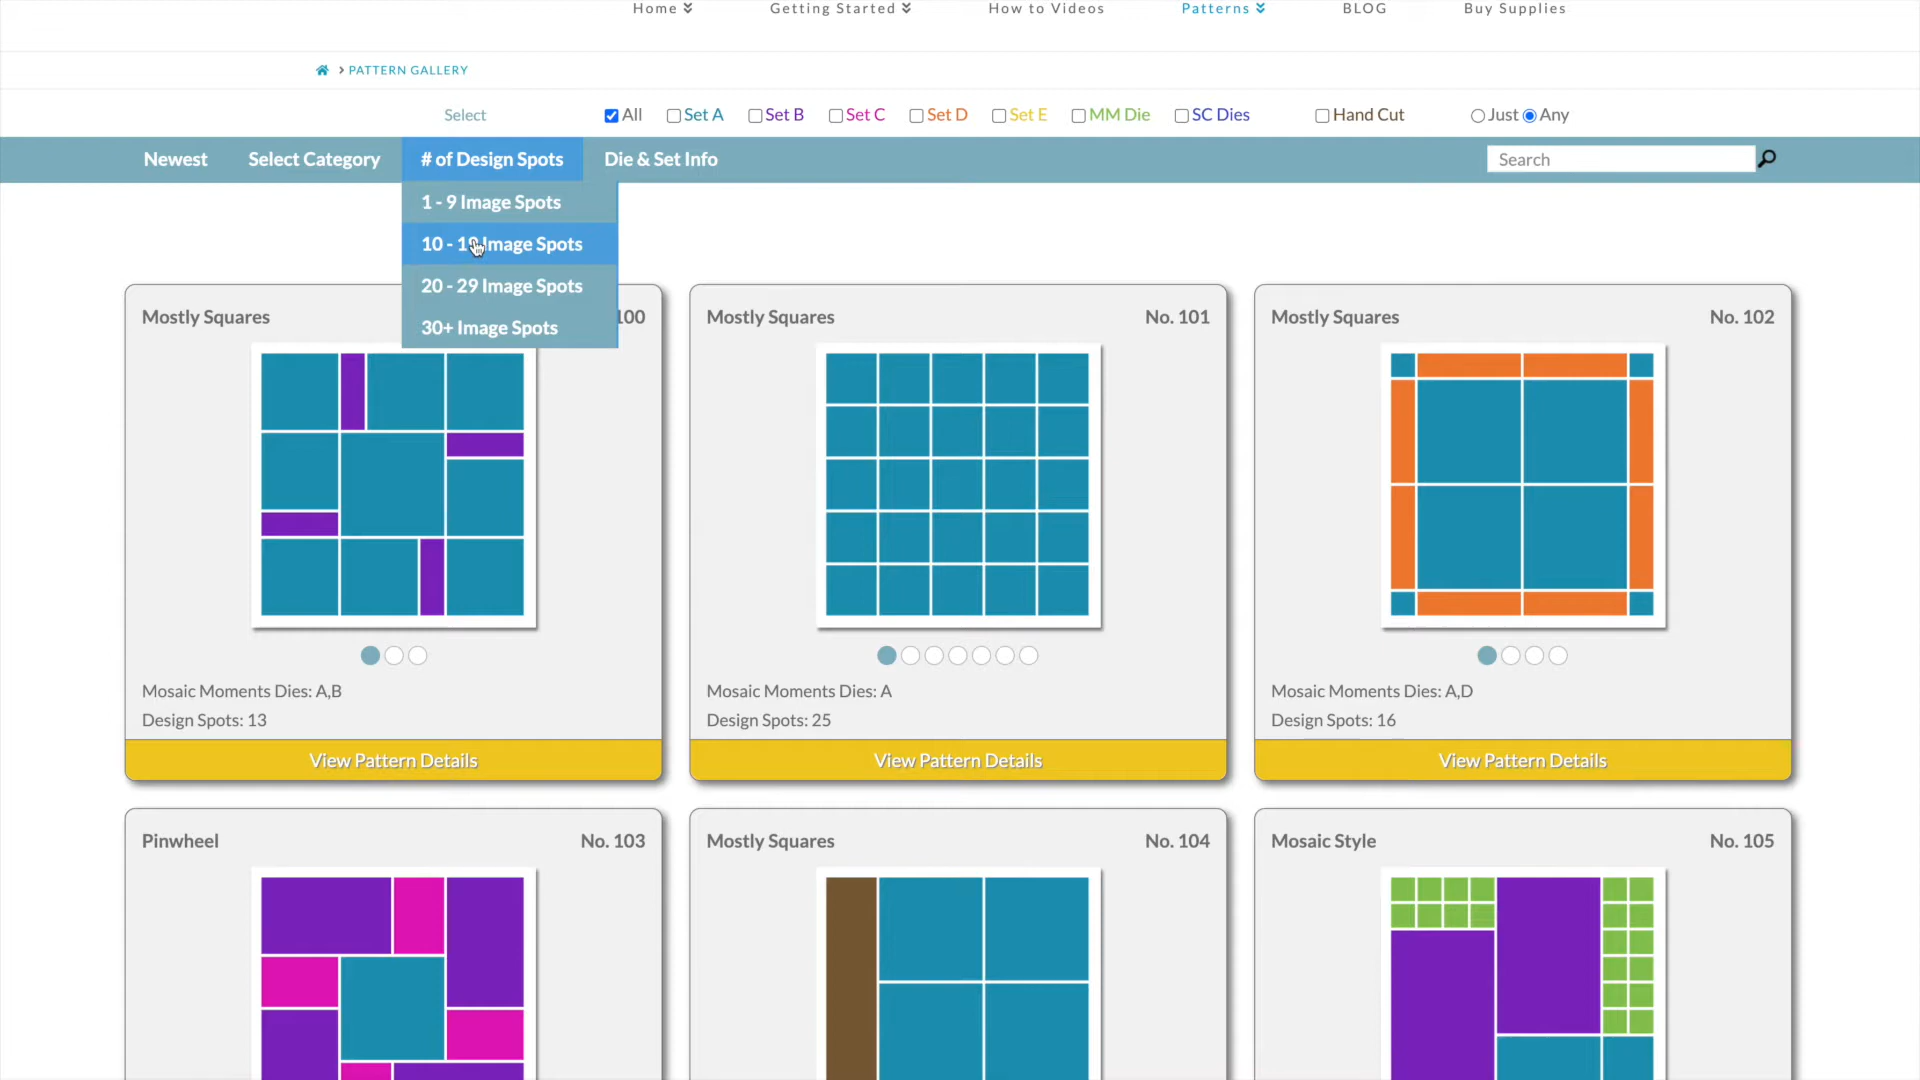 Home
Getting Started
How to Videos
Patterns
BLOG
Buy Supplies
PATTERN GALLERY
Select
All
Set A
Set B
Set C
Set D
Set E
MM Die
SC Dies
Hand Cut
Just
Any
Newest
Select Category
# of Design Spots
Die & Set Info
Search
1 - 9 Image Spots
10 - 19 Image Spots
20 - 29 Image Spots
30+ Image Spots
Mostly Squares
100
Mosaic Moments Dies: A,B
Design Spots: 13
View Pattern Details
Mostly Squares
No. 101
Mosaic Moments Dies: A
Design Spots: 25
View Pattern Details
Mostly Squares
No. 102
Mosaic Moments Dies: A,D
Design Spots: 16
View Pattern Details
Pinwheel
No. 103
Mostly Squares
No. 104
Mosaic Style
No. 105